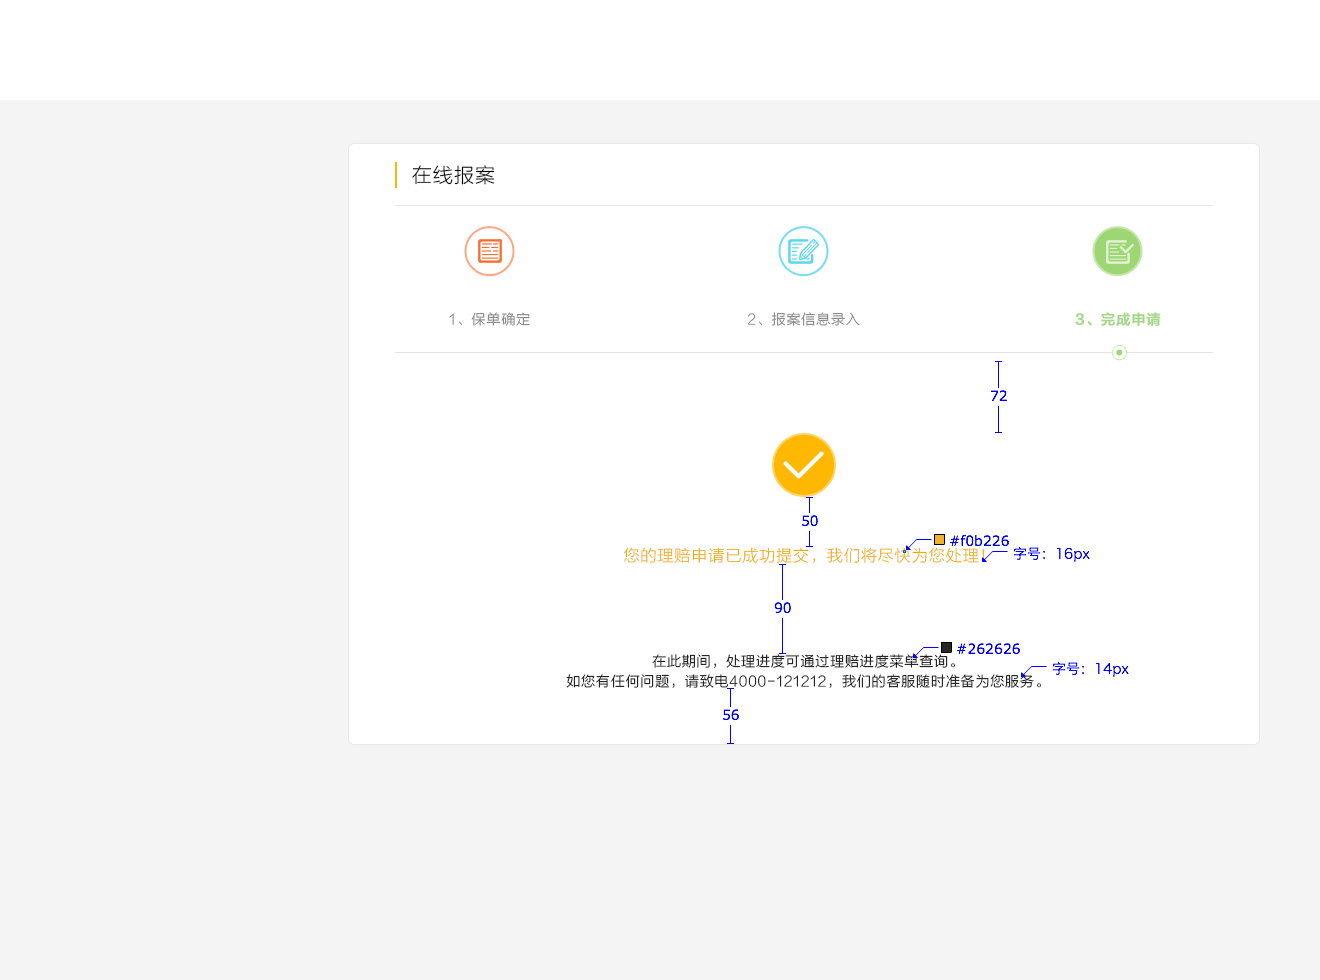 在线报案
1、保单确定
2、报案信息录入
3、完成申请
72
50
#f0b226
您的理赔申请已成功提交，我们将尽快为您处理！
字号：16px
90
#262626
在此期间，处理进度可通过理赔进度菜单查询。
字号：14px
如您有任何问题，请致电4000-121212，我们的客服随时准备为您服务。
56